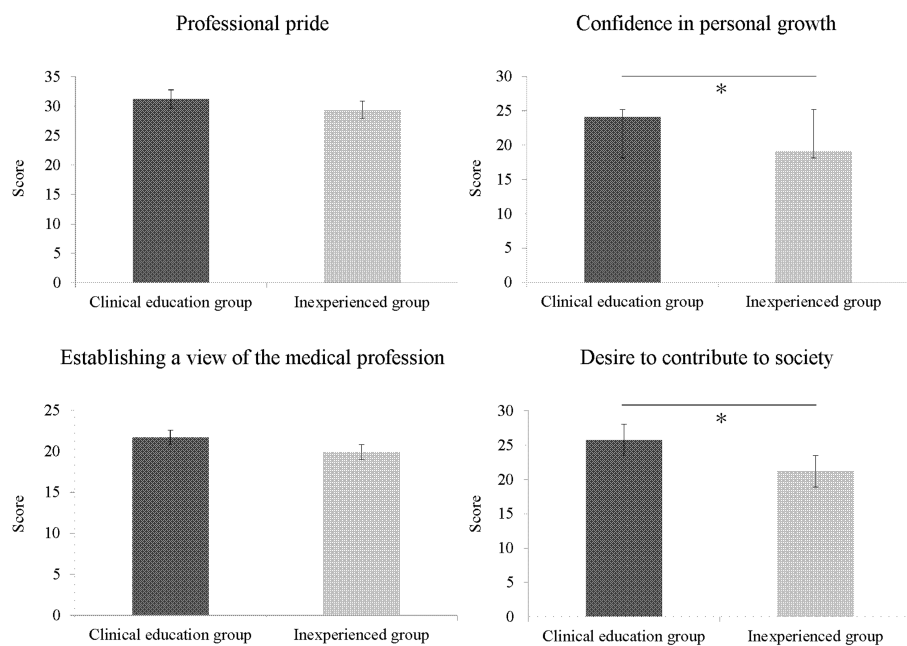 Professional pride
35
30
25
20
15
10
5
0
Score
Clinical education group
Inexperienced group
Confidence in personal growth
30
25
20
15
10
5
0
Score
*
Clinical education group
Inexperienced group
Establishing a view of the medical profession
25
20
15
10
5
0
Score
Clinical education group
Inexperienced group
Desire to contribute to society
30
25
20
15
10
5
0
Score
*
Clinical education group
Inexperienced group